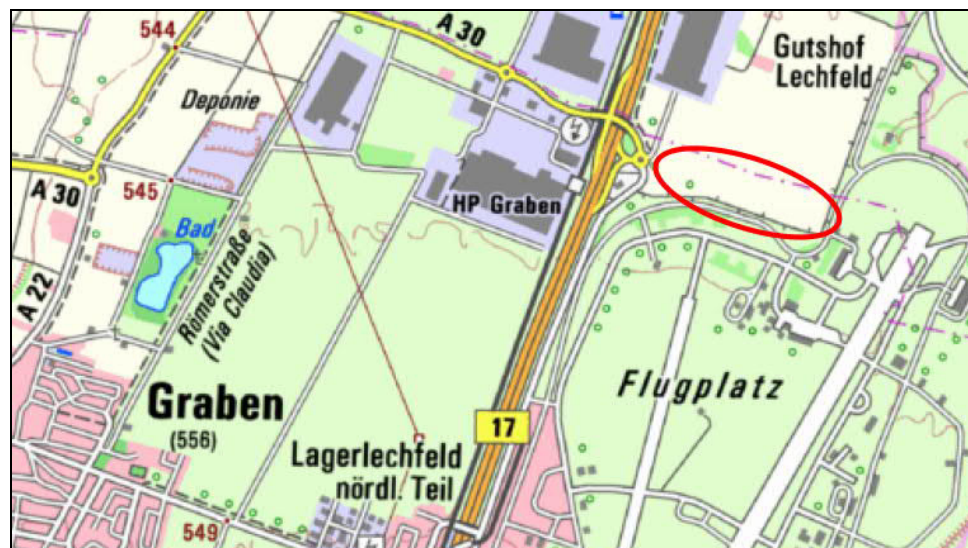 544
A 30
Gutshof
Lechfeld
Deponie
A 30
545
HP Graben
Bad
Römerstraße
(Via Claudia)
A 22
Graben
(556)
Flugplatz
17
Lagerlechfeld
nördl. Teil
549